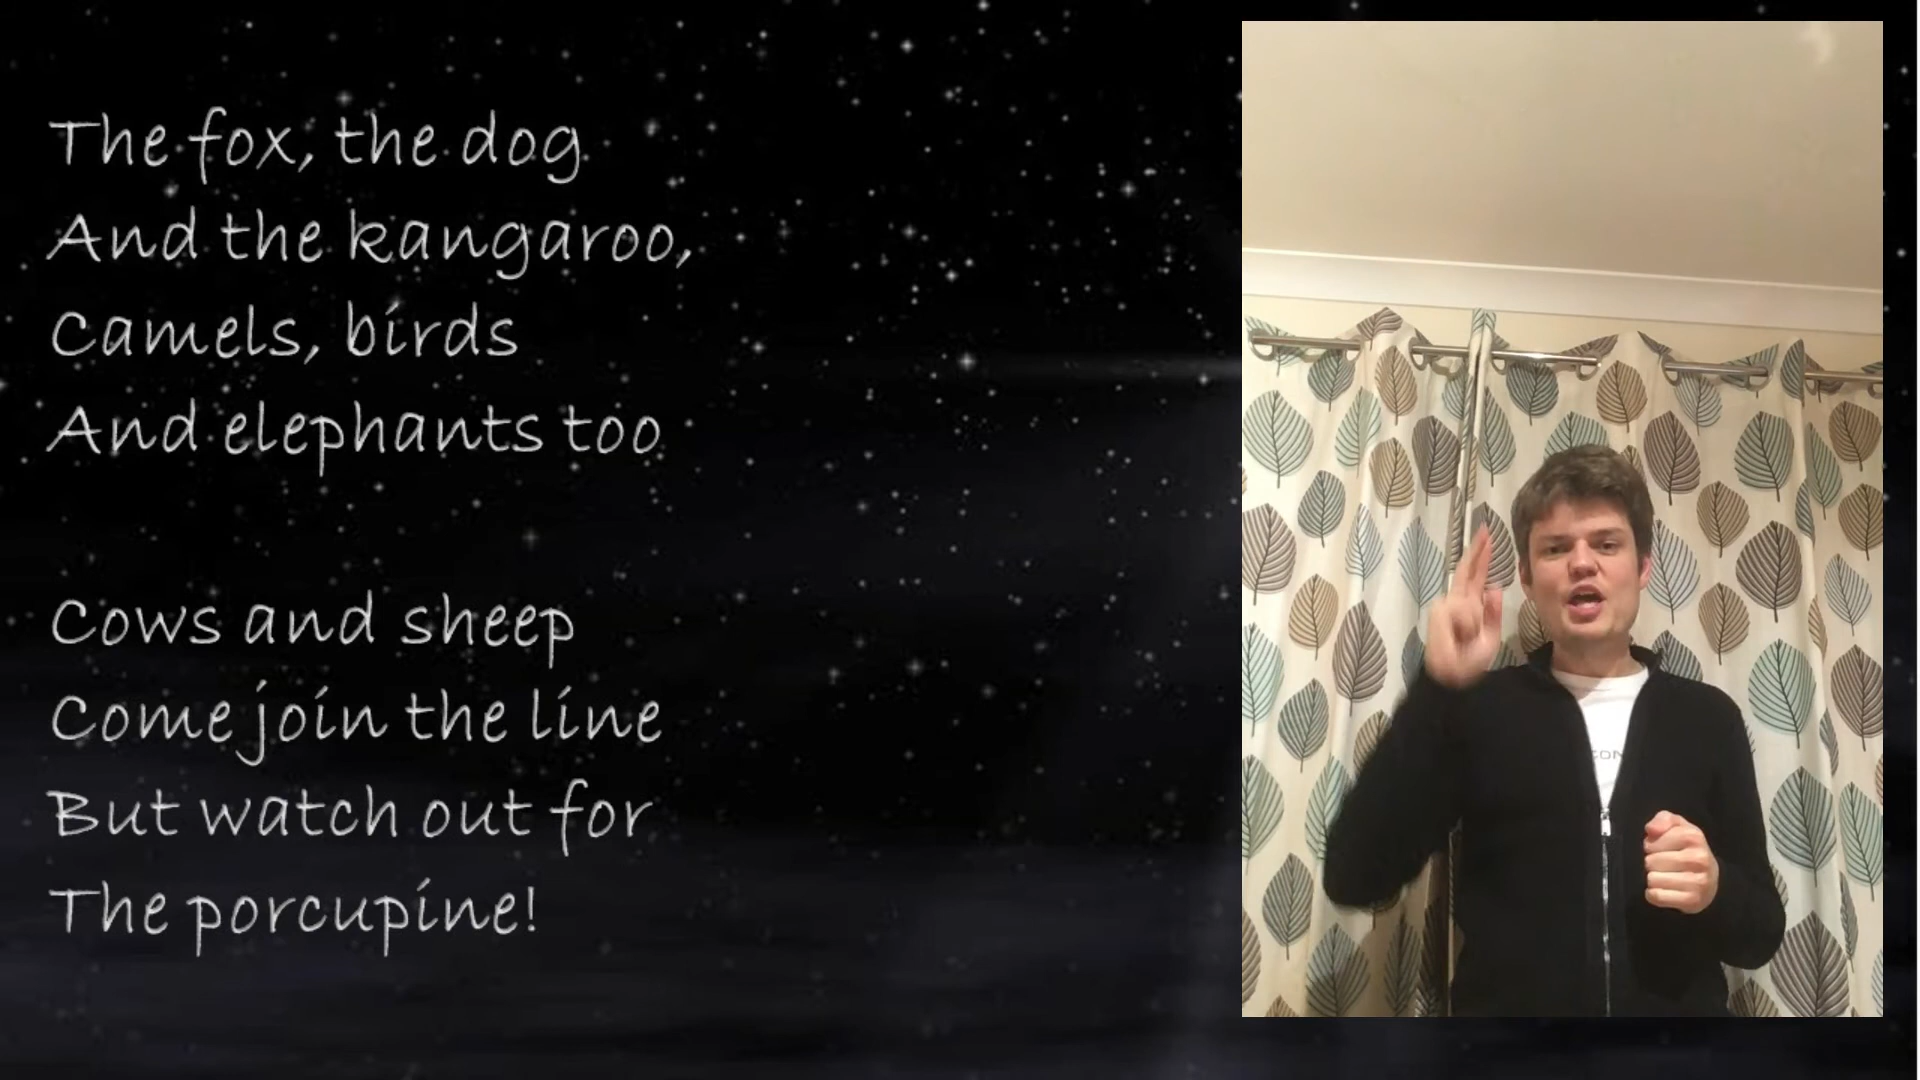 The fox, the dog
And the kangaroo,
Camels, birds
And elephants too
Cows and sheep
Come join the line
But watch out for
The porcupine!